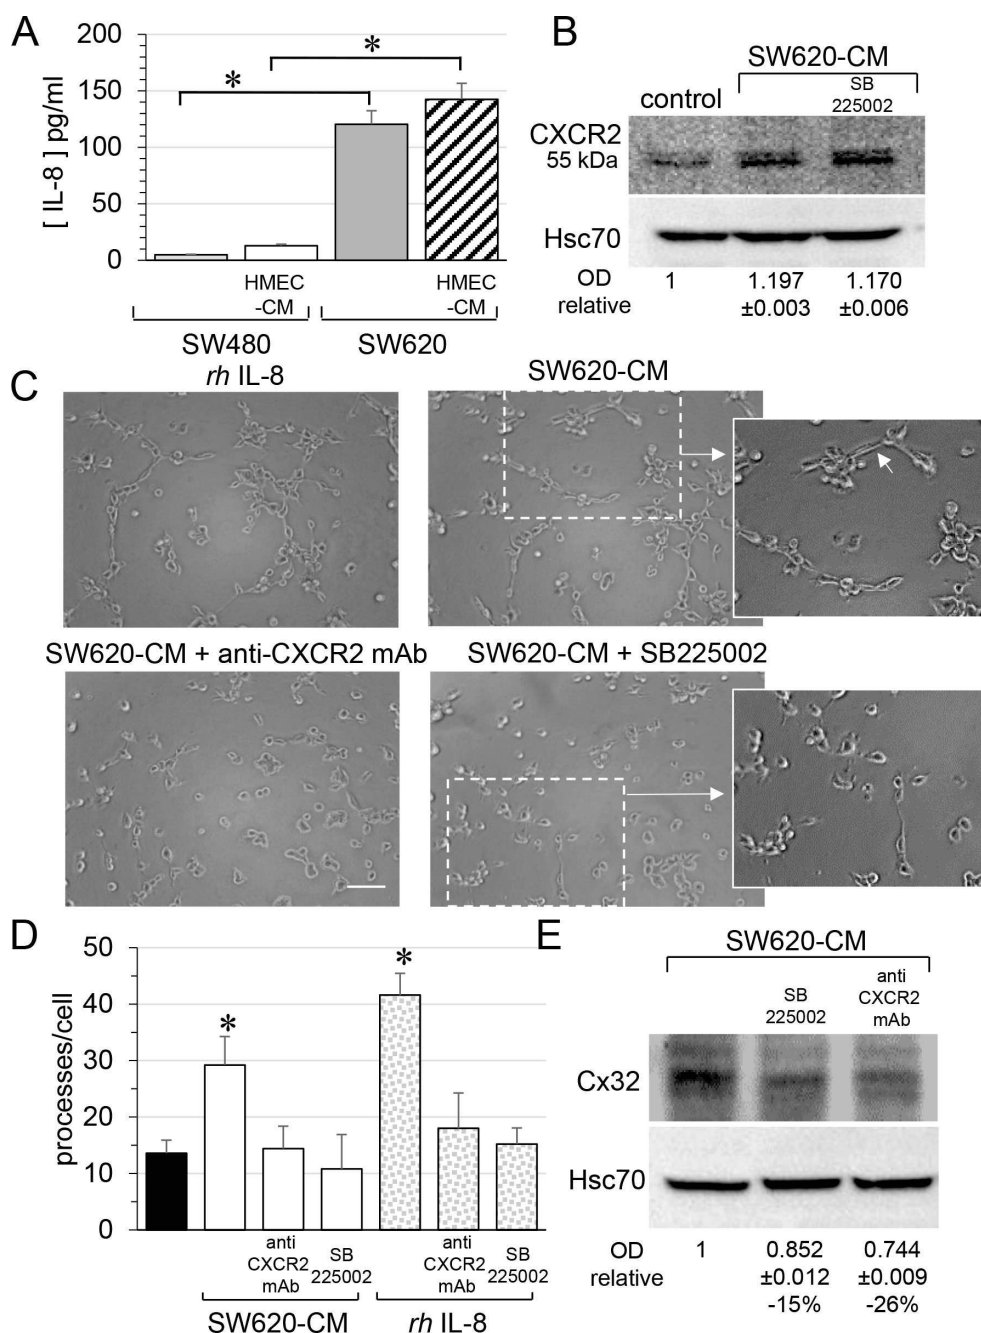 A
200
150
100
50
0
[ IL-8 ] pg/ml
*
*
HMEC
-CM
HMEC
-CM
SW480
SW620
B
SW620-CM
control
SB
225002
CXCR2
55 kDa
Hsc70
OD
relative
1
1.197
±0.003
1.170
±0.006
C
rh IL-8
SW620-CM
SW620-CM + anti-CXCR2 mAb
SW620-CM + SB225002
D
50
40
30
20
10
0
processes/cell
*
*
anti
CXCR2
mAb
SB
225002
anti
CXCR2
mAb
SB
225002
SW620-CM
rh IL-8
E
SW620-CM
SB
225002
anti
CXCR2
mAb
Cx32
Hsc70
OD
relative
1
0.852
±0.012
-15%
0.744
±0.009
-26%